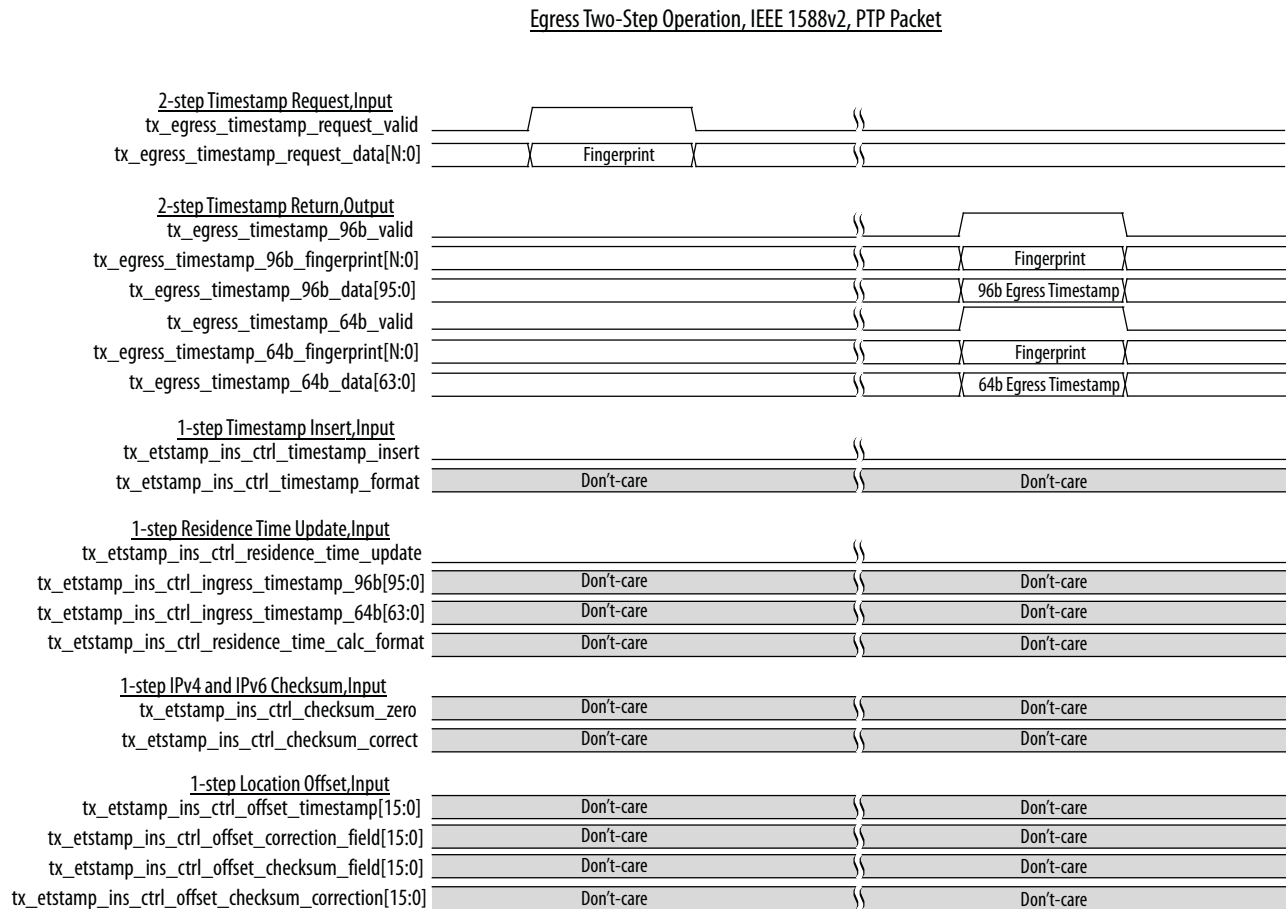 Egress Two-Step Operation, IEEE 1588v2, PTP Packet
2-step Timestamp Request,Input
tx_egress_timestamp_request_valid
tx_egress_timestamp_request_data[N:0] Fingerprint
2-step Timestamp Return,Output
tx_egress_timestamp_96b_valid
tx_egress_timestamp_96b_fingerprint[N:0] Fingerprint
tx_egress_timestamp_96b_data[95:0] 96b Egress Timestamp
tx_egress_timestamp_64b_valid
tx_egress_timestamp_64b_fingerprint[N:0] Fingerprint
tx_egress_timestamp_64b_data[63:0] 64b Egress Timestamp
1-step Timestamp Insert,Input
tx_etstamp_ins_ctrl_timestamp_insert
tx_etstamp_ins_ctrl_timestamp_format Don't-care Don't-care
1-step Residence Time Update,Input
tx_etstamp_ins_ctrl_residence_time_update
tx_etstamp_ins_ctrl_ingress_timestamp_96b[95:0] Don't-care Don't-care
tx_etstamp_ins_ctrl_ingress_timestamp_64b[63:0] Don't-care Don't-care
tx_etstamp_ins_ctrl_residence_time_calc_format Don't-care Don't-care
1-step IPv4 and IPv6 Checksum,Input
tx_etstamp_ins_ctrl_checksum_zero Don't-care Don't-care
tx_etstamp_ins_ctrl_checksum_correct Don't-care Don't-care
1-step Location Offset,Input
tx_etstamp_ins_ctrl_offset_timestamp[15:0] Don't-care Don't-care
tx_etstamp_ins_ctrl_offset_correction_field[15:0] Don't-care Don't-care
tx_etstamp_ins_ctrl_offset_checksum_field[15:0] Don't-care Don't-care
tx_etstamp_ins_ctrl_offset_checksum_correction[15:0] Don't-care Don't-care